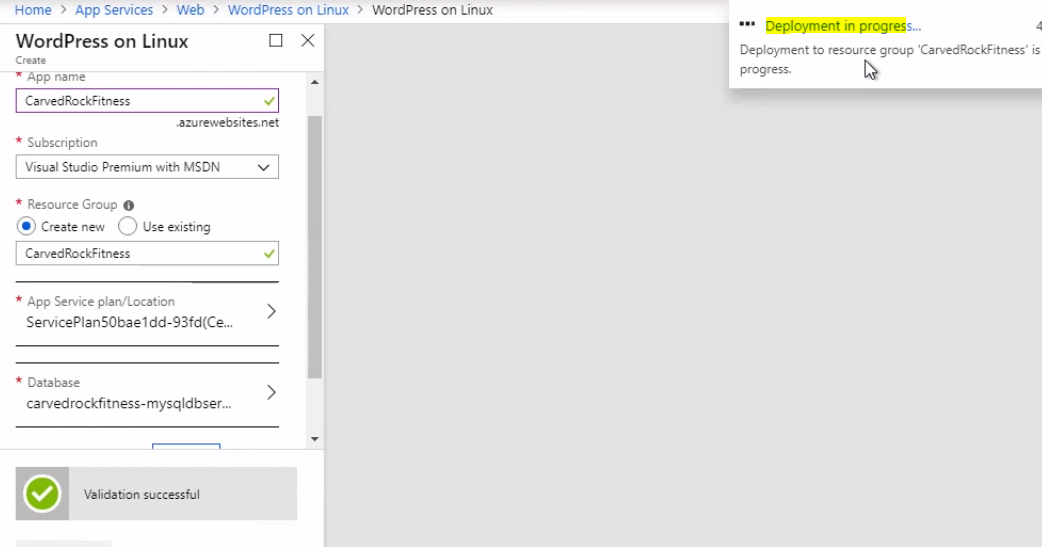 Home > App Services > Web > WordPress on Linux > WordPress on Linux
WordPress on Linux
Create
* App name
CarvedRockFitness
.azurewebsites.net
* Subscription
Visual Studio Premium with MSDN
* Resource Group
Create new Use existing
CarvedRockFitness
* App Service plan/Location
ServicePlan50bae1dd-93fd(Ce...
* Database
carvedrockfitness-mysqldbser...
Validation successful
Deployment in progress... 4
Deployment to resource group 'CarvedRockFitness' is
progress.